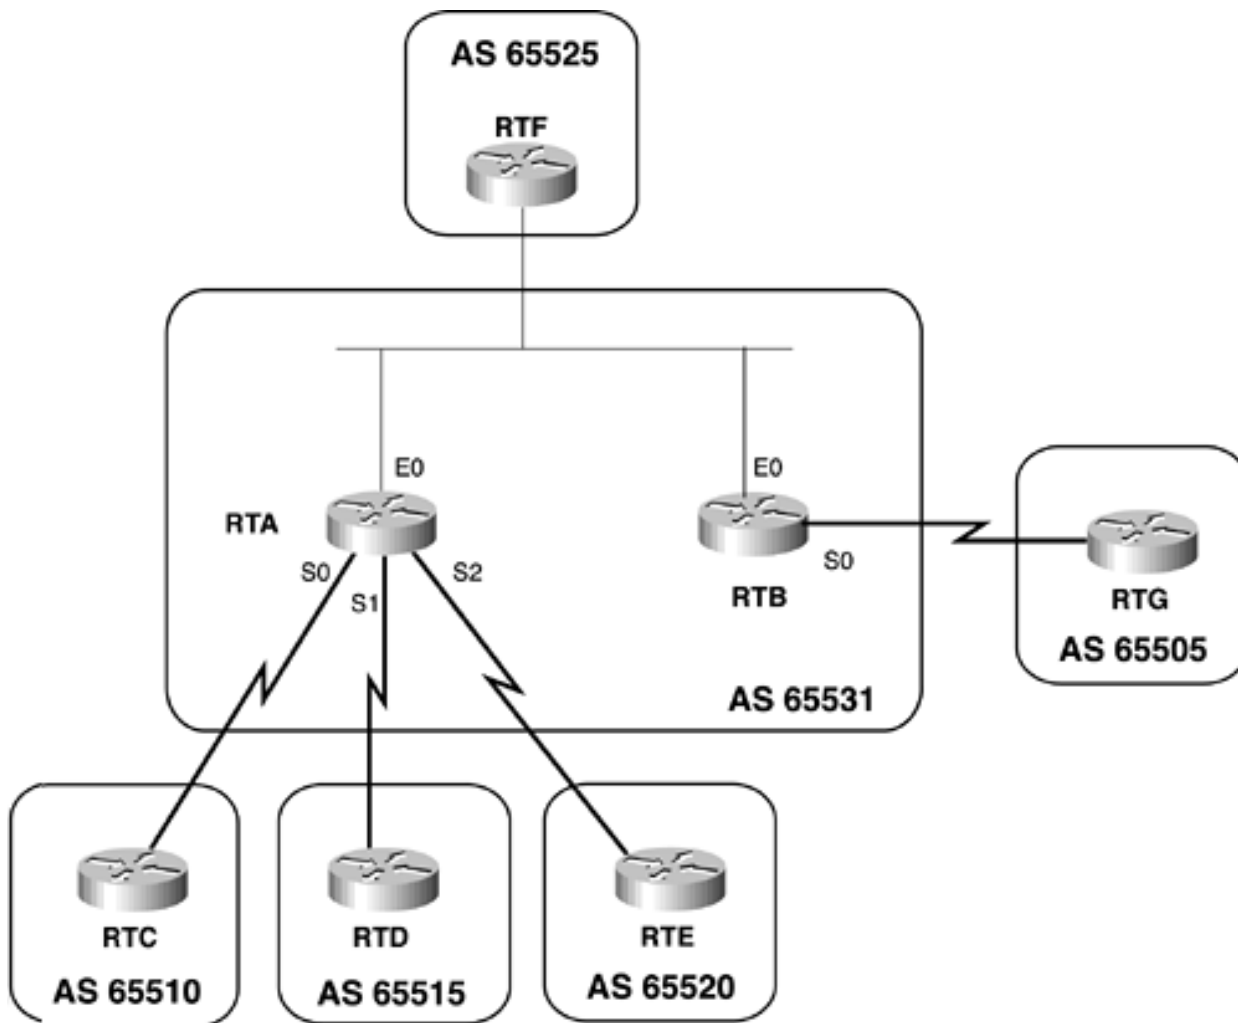 AS 65525
RTF
E0
E0
RTA
S0
S2
S1
S0
RTB
RTG
AS 65505
AS 65531
RTC
RTD
RTE
AS 65510
AS 65515
AS 65520